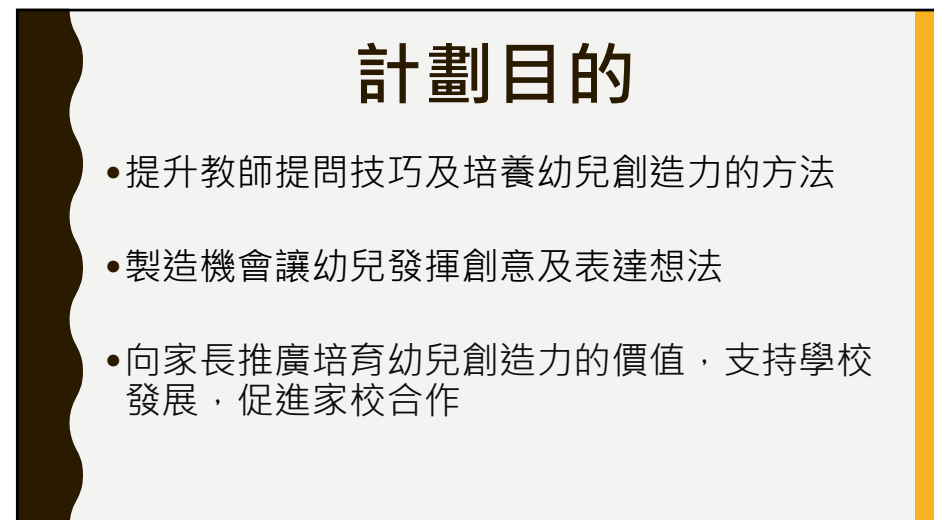 計劃目的
•提升教師提問技巧及培養幼兒創造力的方法
•製造機會讓幼兒發揮創意及表達想法
•向家長推廣培育幼兒創造力的價值，支持學校
發展，促進家校合作